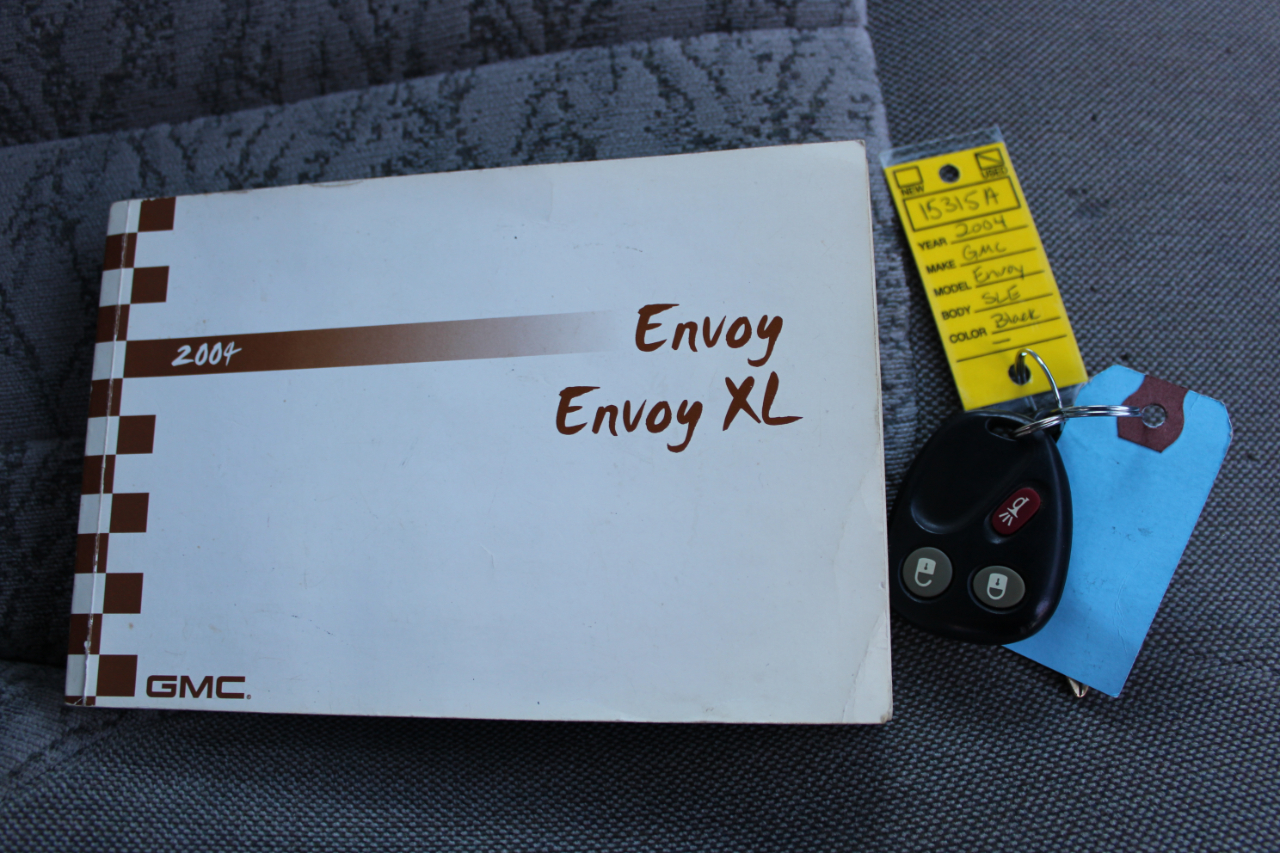 2004
Envoy
Envoy XL
GMC
NEW
USED
15315A
YEAR 2004
MAKE GMC
MODEL Envoy
BODY SLE
COLOR Black